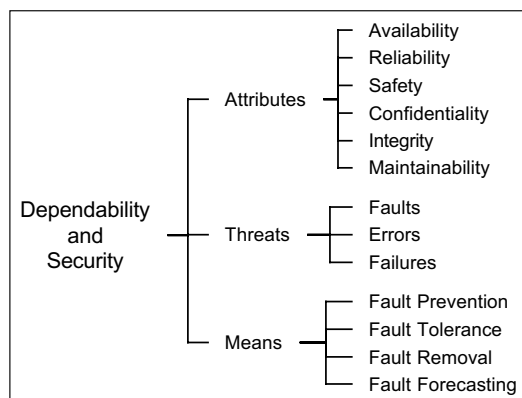 Dependability
and
Security
Attributes
Availability
Reliability
Safety
Confidentiality
Integrity
Maintainability
Threats
Faults
Errors
Failures
Means
Fault Prevention
Fault Tolerance
Fault Removal
Fault Forecasting